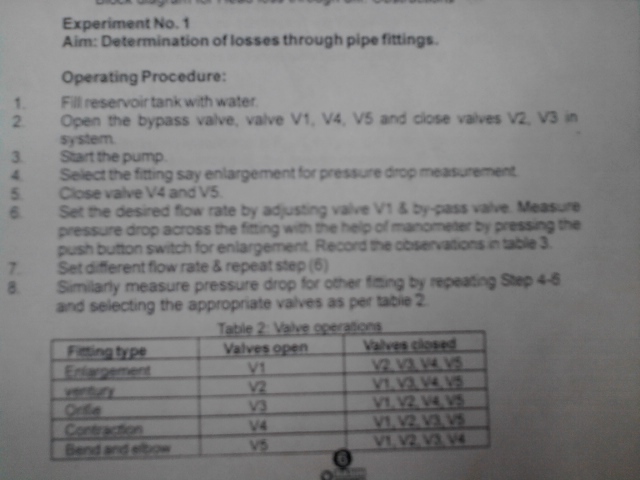 Block diagram for Head loss through
Experiment No. 1
Aim: Determination of losses through pipe fittings.
Operating Procedure:
1. Fill reservoir tank with water.
2. Open the bypass valve, valve V1, V4, V5 and close valves V2, V3 in
system.
3. Start the pump.
4. Select the fitting say enlargement for pressure drop measurement.
5. Close valve V4 and V5.
6. Set the desired flow rate by adjusting valve V1 & by-pass valve. Measure
pressure drop across the fitting with the help of manometer by pressing the
push button switch for enlargement. Record the observations in table 3.
7. Set different flow rate & repeat step (6)
8. Similarly measure pressure drop for other fitting by repeating Step 4-6
and selecting the appropriate valves as per table 2.
Table 2: Valve operations
Fitting type Valves open Valves closed
Enlargement V1 V2, V3, V4, V5
ventury V2 V1, V3, V4, V5
Orifie V3 V1, V2, V4, V5
Contraction V4 V1, V2, V3, V5
Bend and elbow V5 V1, V2, V3, V4